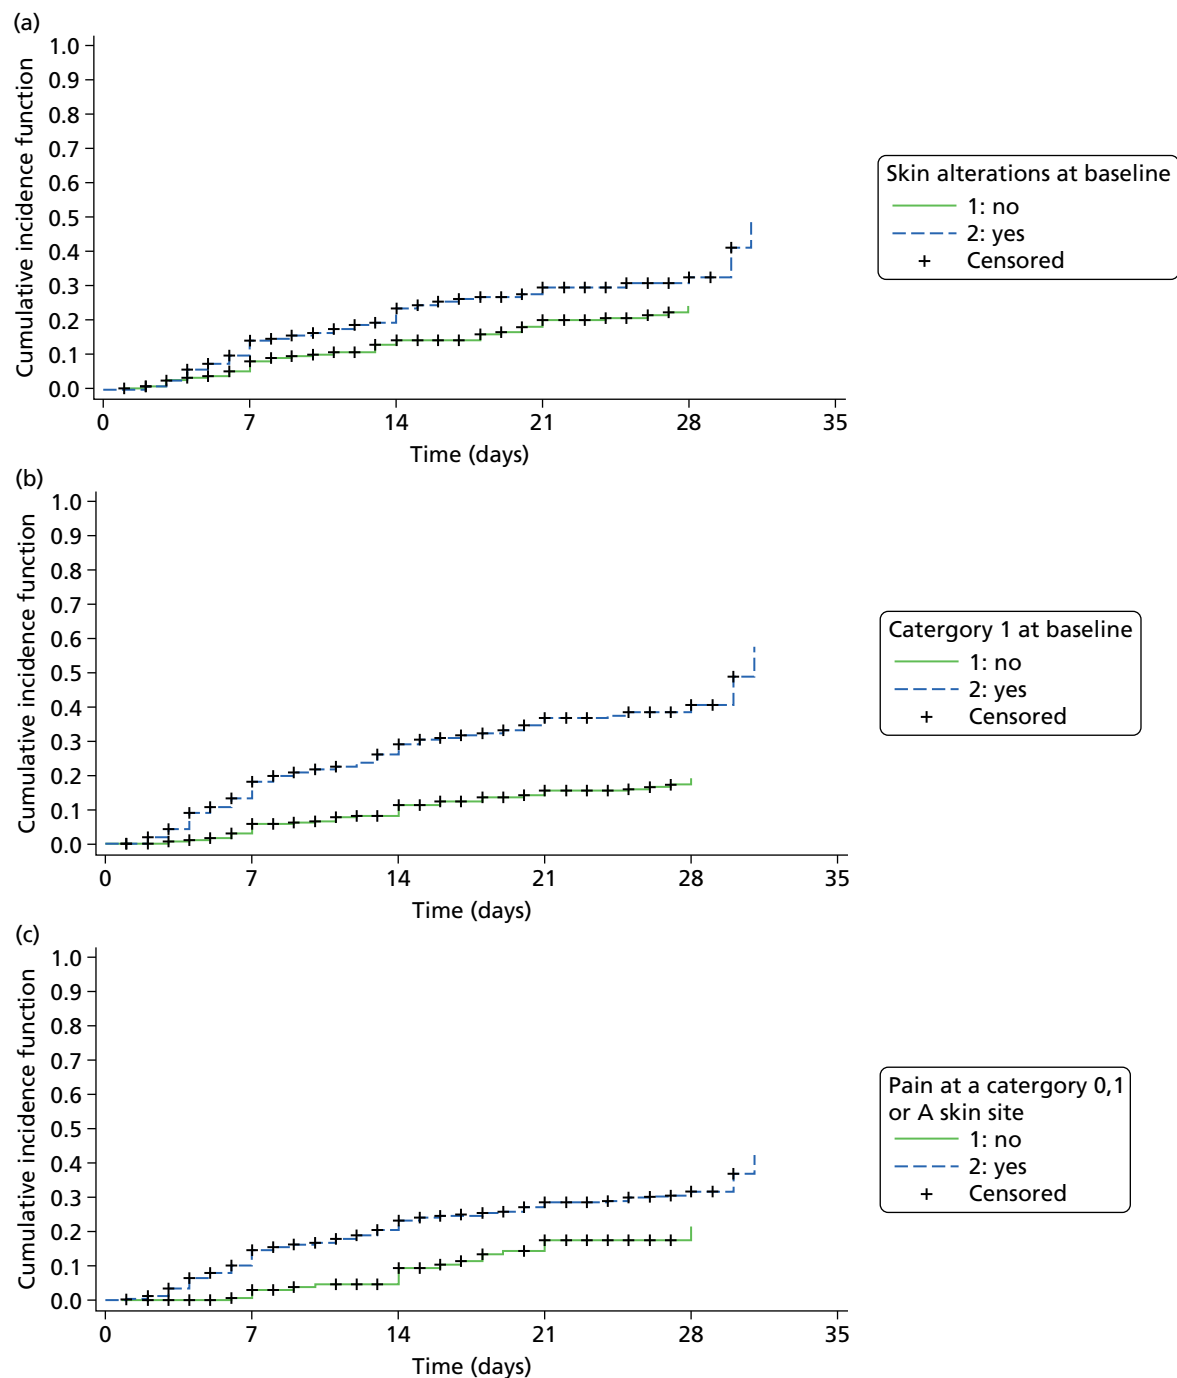 (a)
1.0
0.9
0.8
0.7
0.6
0.5
0.4
0.3
0.2
0.1
0.0
Cumulative incidence function
0 7 14 21 28 35
Time (days)
Skin alterations at baseline
1: no
2: yes
+ Censored
(b)
1.0
0.9
0.8
0.7
0.6
0.5
0.4
0.3
0.2
0.1
0.0
Cumulative incidence function
0 7 14 21 28 35
Time (days)
Catergory 1 at baseline
1: no
2: yes
+ Censored
(c)
1.0
0.9
0.8
0.7
0.6
0.5
0.4
0.3
0.2
0.1
0.0
Cumulative incidence function
0 7 14 21 28 35
Time (days)
Pain at a catergory 0,1
or A skin site
1: no
2: yes
+ Censored